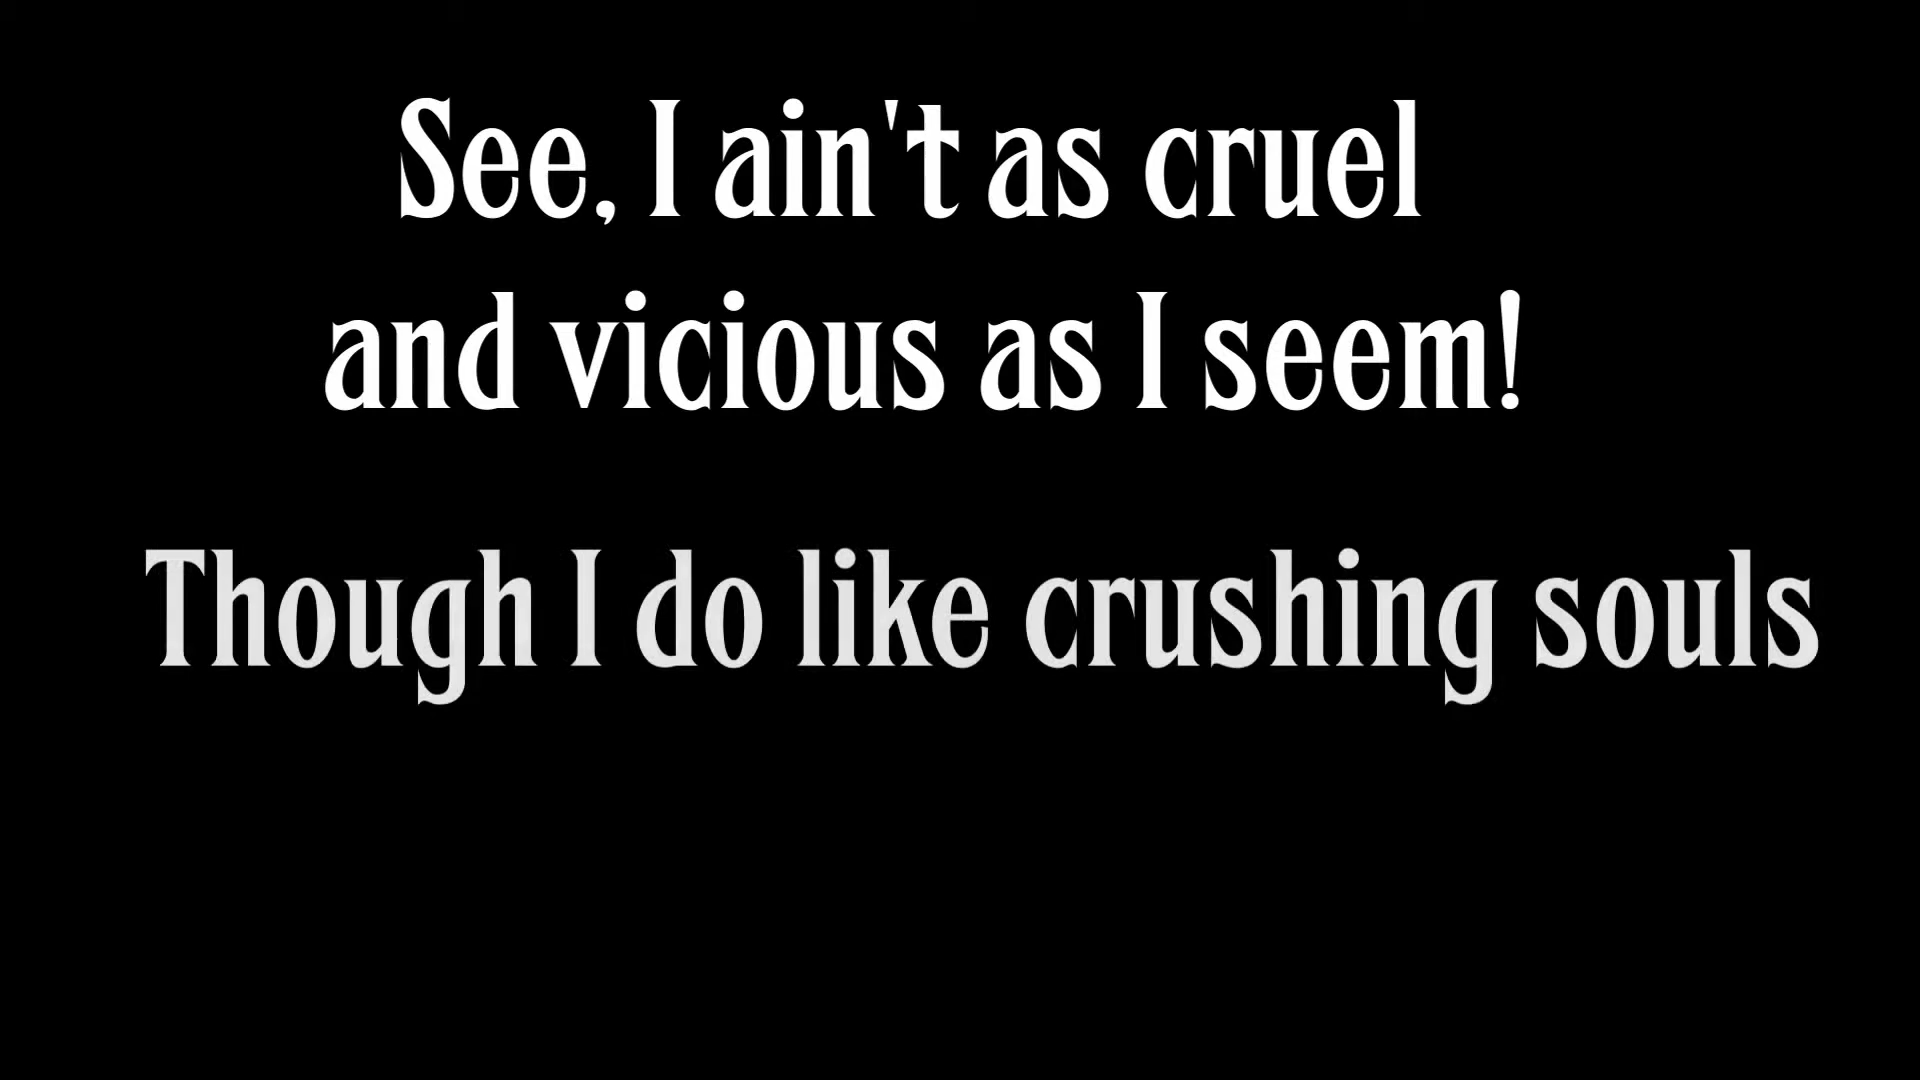 See, I ain't as cruel
and vicious as I seem!
Though I do like crushing souls